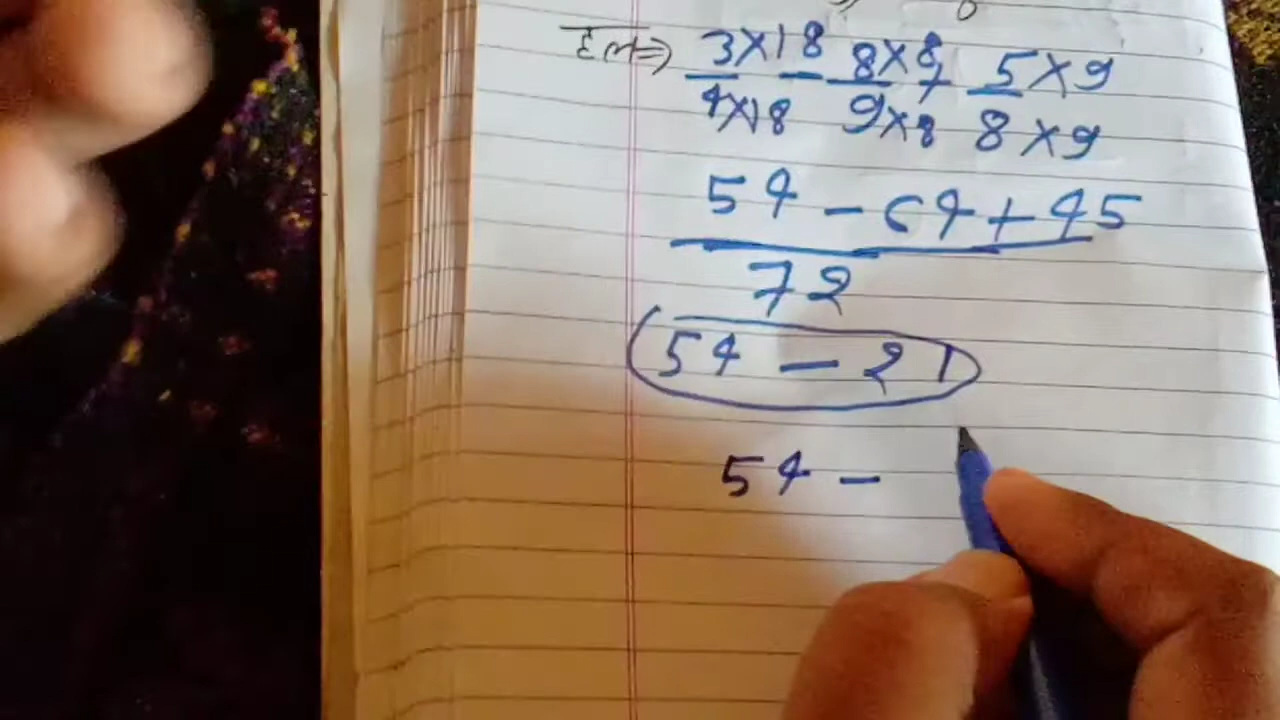 3×18 - 8×8 + 5×9
4×18 9×8 8×9
54 - 64 + 45
72
54 - 21
54 -